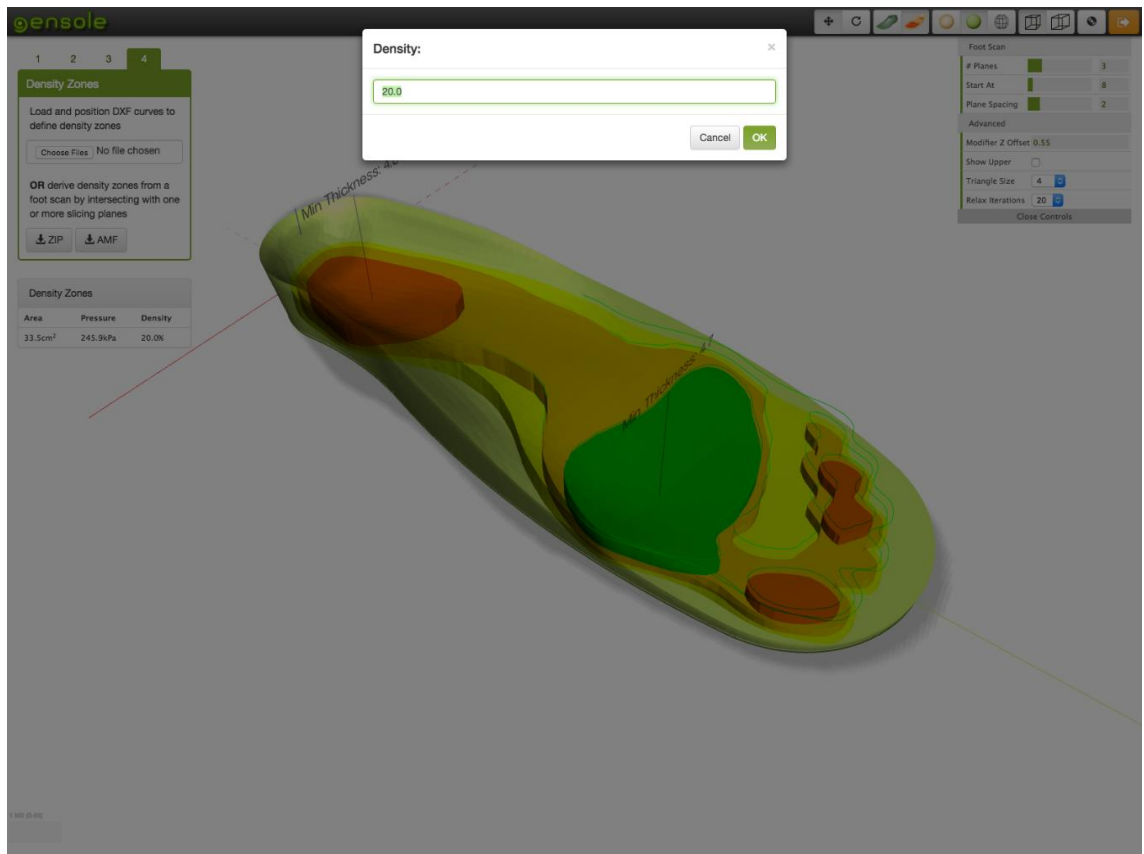 gensole
Density: ×
20.0
Cancel OK
1 2 3 4
Density Zones
Load and position DXF curves to
define density zones
Choose Files No file chosen
OR derive density zones from a
foot scan by intersecting with one
or more slicing planes
ZIP AMF
Density Zones
Area Pressure Density
33.5cm² 245.9kPa 20.0%
Foot Scan
# Planes 3
Start At 8
Plane Spacing 2
Advanced
Modifier Z Offset 0.55
Show Upper
Triangle Size 4
Relax Iterations 20
Close Controls
Min Thickness:
Min Thickness: 4.7